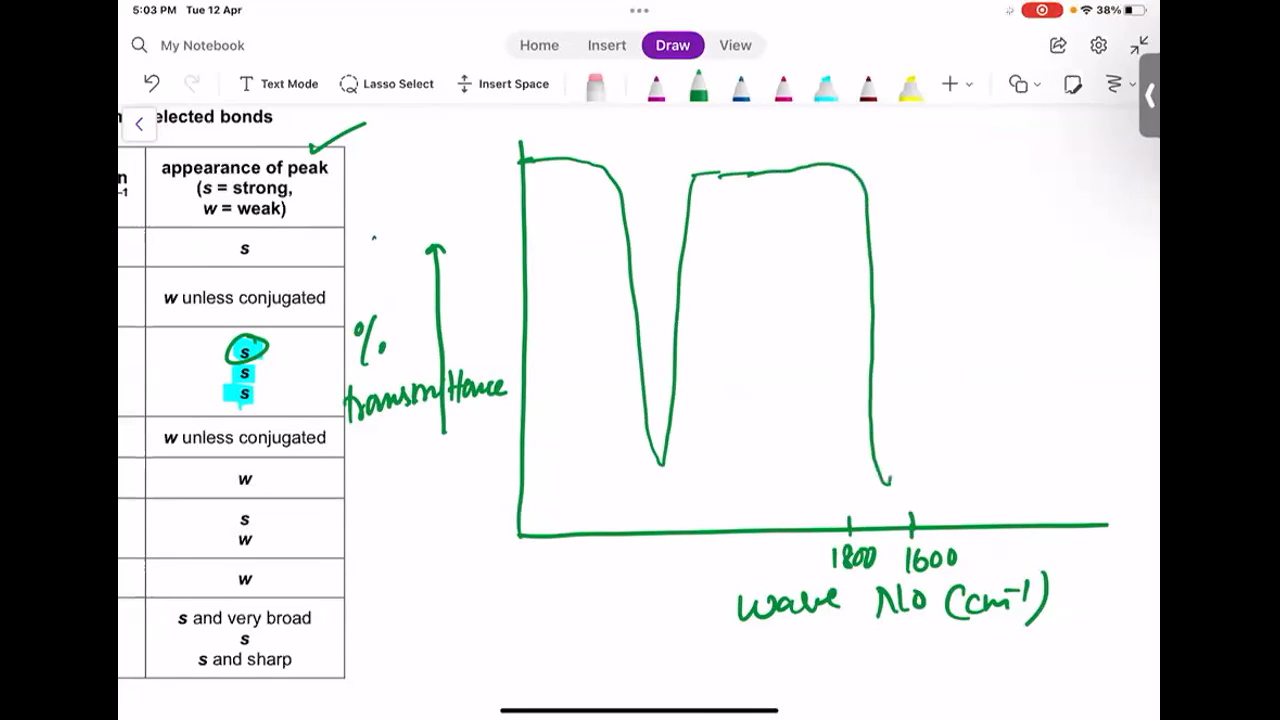 5:03 PM Tue 12 Apr
38%
My Notebook
Home Insert Draw View
Text Mode Lasso Select Insert Space
elected bonds
n
-1
appearance of peak
(s = strong,
w = weak)
s
w unless conjugated
s
s
s
w unless conjugated
w
s
w
w
s and very broad
s
s and sharp
%
transmittance
1800 1600
wave No (cm-1)